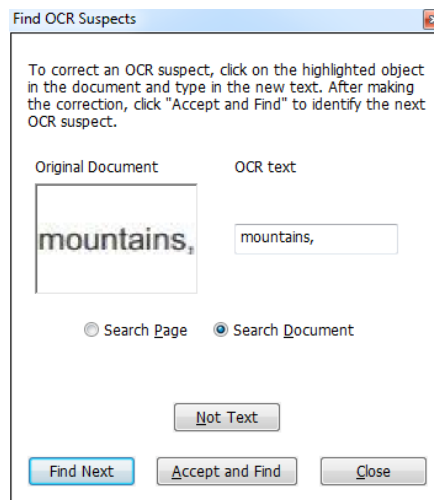 Find OCR Suspects
To correct an OCR suspect, click on the highlighted object
in the document and type in the new text. After making
the correction, click "Accept and Find" to identify the next
OCR suspect.
Original Document
OCR text
mountains,
mountains,
Search Page
Search Document
Not Text
Find Next
Accept and Find
Close